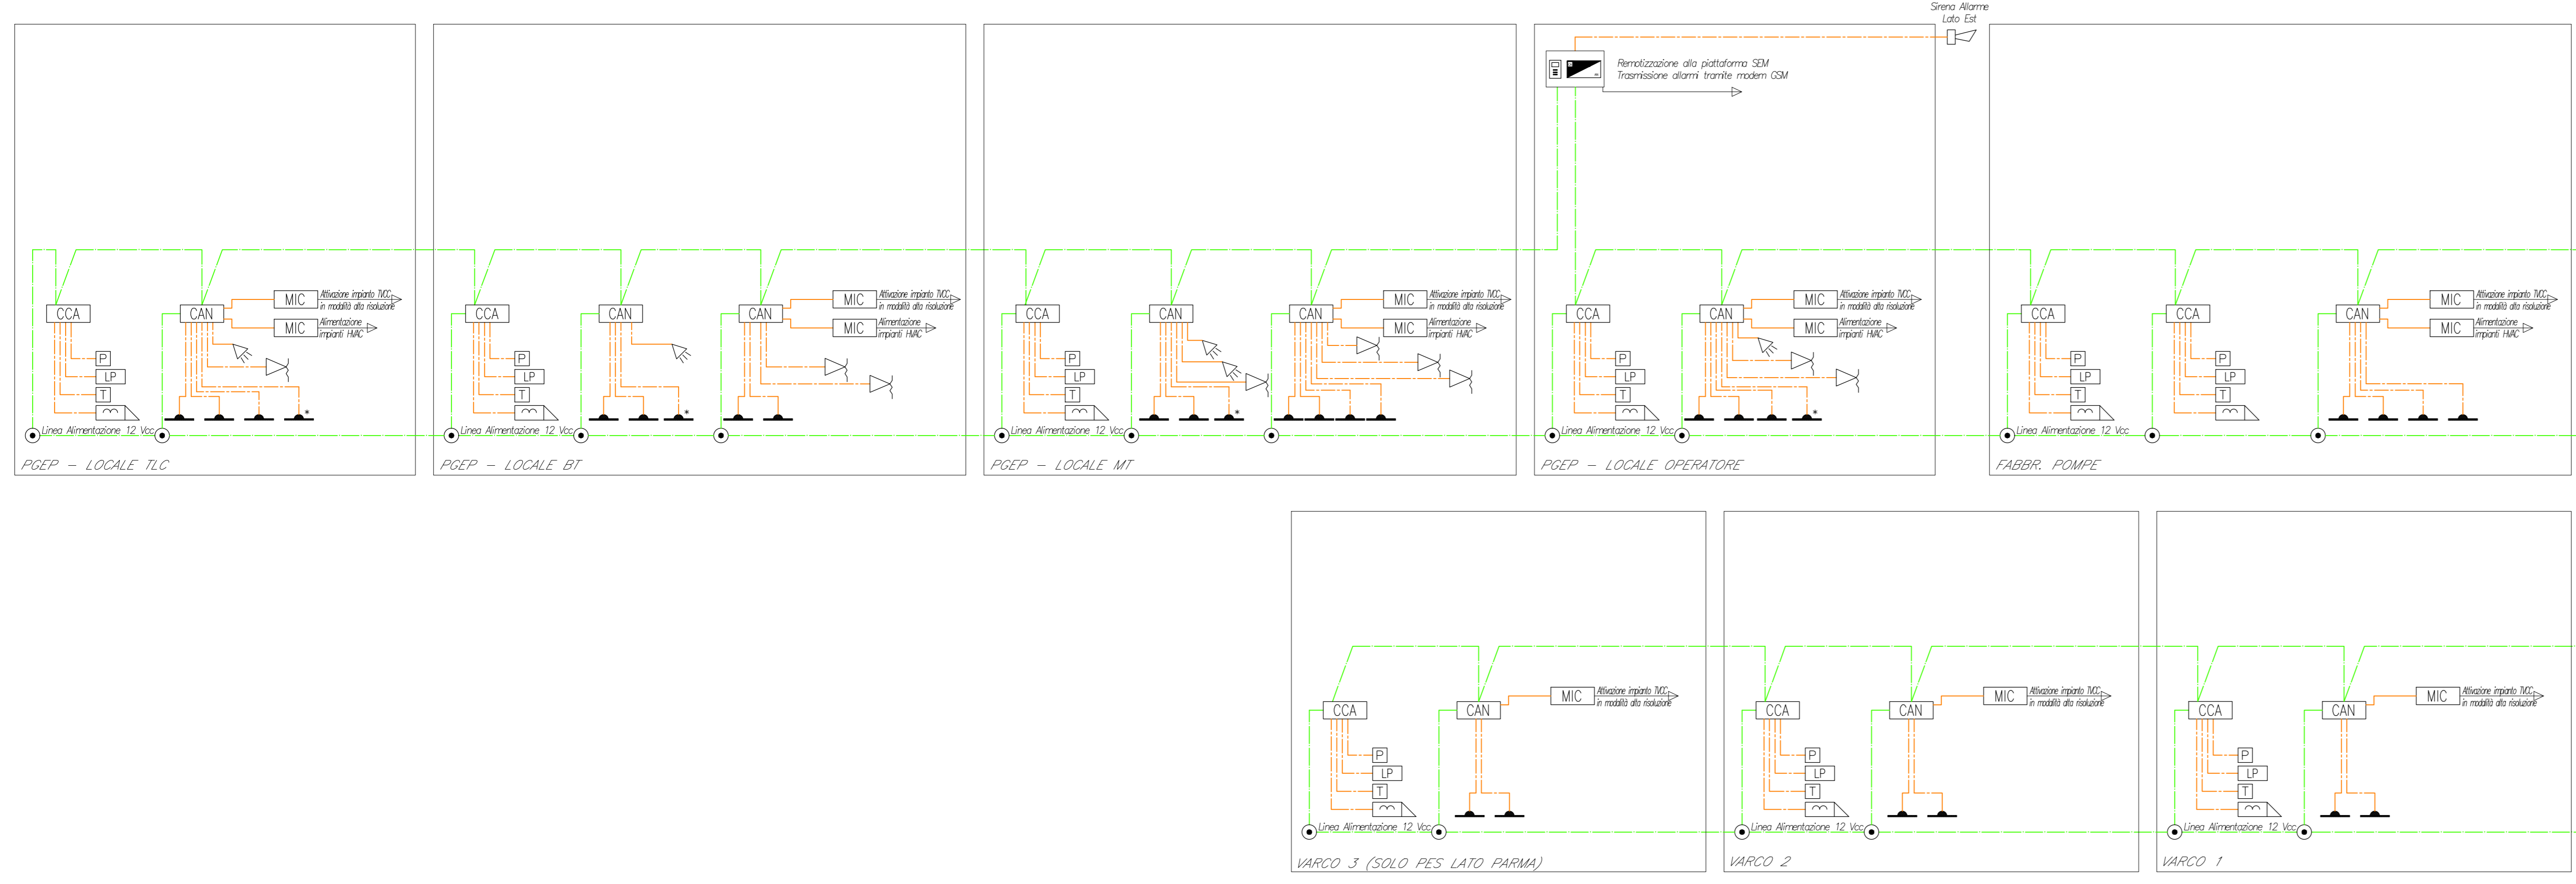 Sirena Allarme
Lato Est
Remotizzazione alla piattaforma SEM
Trasmissione allarmi tramite modem GSM
CCA
P
LP
T
CAN
MIC
Attivazione impianto TVCC
in modalità alta risoluzione
MIC
Alimentazione
impianti HVAC
*
Linea Alimentazione 12 Vcc
PGEP - LOCALE TLC
CCA
P
LP
T
CAN
*
CAN
MIC
Attivazione impianto TVCC
in modalità alta risoluzione
MIC
Alimentazione
impianti HVAC
Linea Alimentazione 12 Vcc
PGEP - LOCALE BT
CCA
P
LP
T
CAN
*
CAN
MIC
Attivazione impianto TVCC
in modalità alta risoluzione
MIC
Alimentazione
impianti HVAC
Linea Alimentazione 12 Vcc
PGEP - LOCALE MT
CCA
P
LP
T
CAN
MIC
Attivazione impianto TVCC
in modalità alta risoluzione
MIC
Alimentazione
impianti HVAC
*
Linea Alimentazione 12 Vcc
PGEP - LOCALE OPERATORE
CCA
P
LP
T
CCA
P
LP
T
CAN
MIC
Attivazione impianto TVCC
in modalità alta risoluzione
MIC
Alimentazione
impianti HVAC
Linea Alimentazione 12 Vcc
FABBR. POMPE
CCA
P
LP
T
CAN
MIC
Attivazione impianto TVCC
in modalità alta risoluzione
Linea Alimentazione 12 Vcc
VARCO 3 (SOLO PES LATO PARMA)
CCA
P
LP
T
CAN
MIC
Attivazione impianto TVCC
in modalità alta risoluzione
Linea Alimentazione 12 Vcc
VARCO 2
CCA
P
LP
T
CAN
MIC
Attivazione impianto TVCC
in modalità alta risoluzione
Linea Alimentazione 12 Vcc
VARCO 1